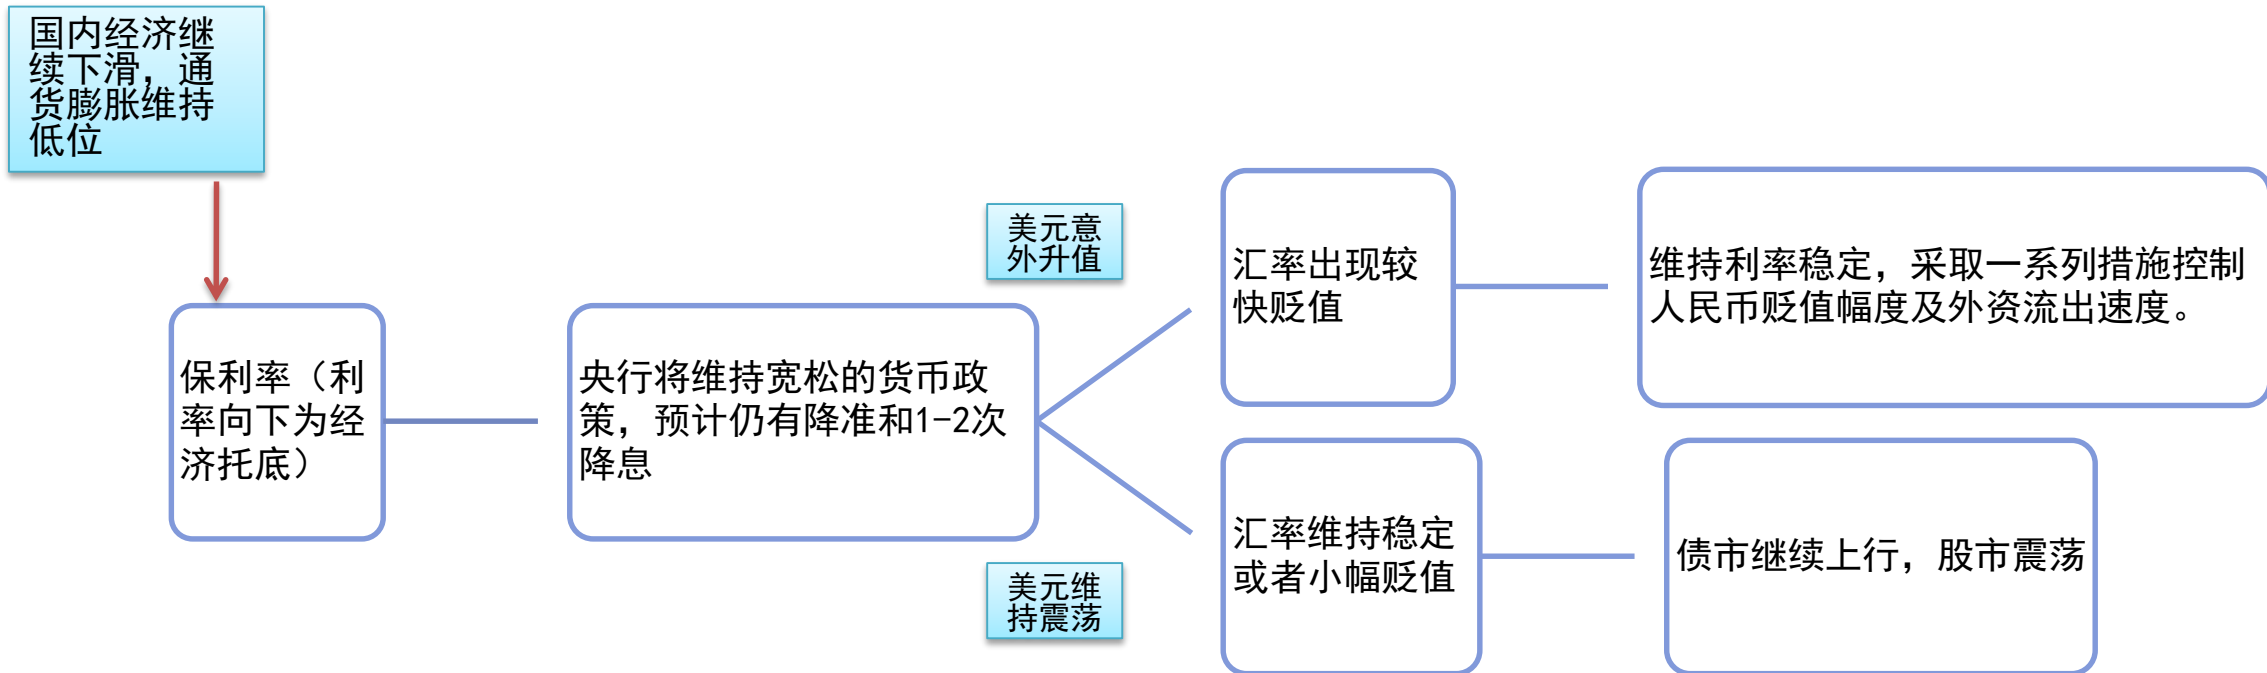 国内经济继
续下滑，通
货膨胀维持
低位
保利率（利
率向下为经
济托底）
央行将维持宽松的货币政
策，预计仍有降准和1-2次
降息
美元意
外升值
汇率出现较
快贬值
维持利率稳定，采取一系列措施控制
人民币贬值幅度及外资流出速度。
美元维
持震荡
汇率维持稳定
或者小幅贬值
债市继续上行，股市震荡